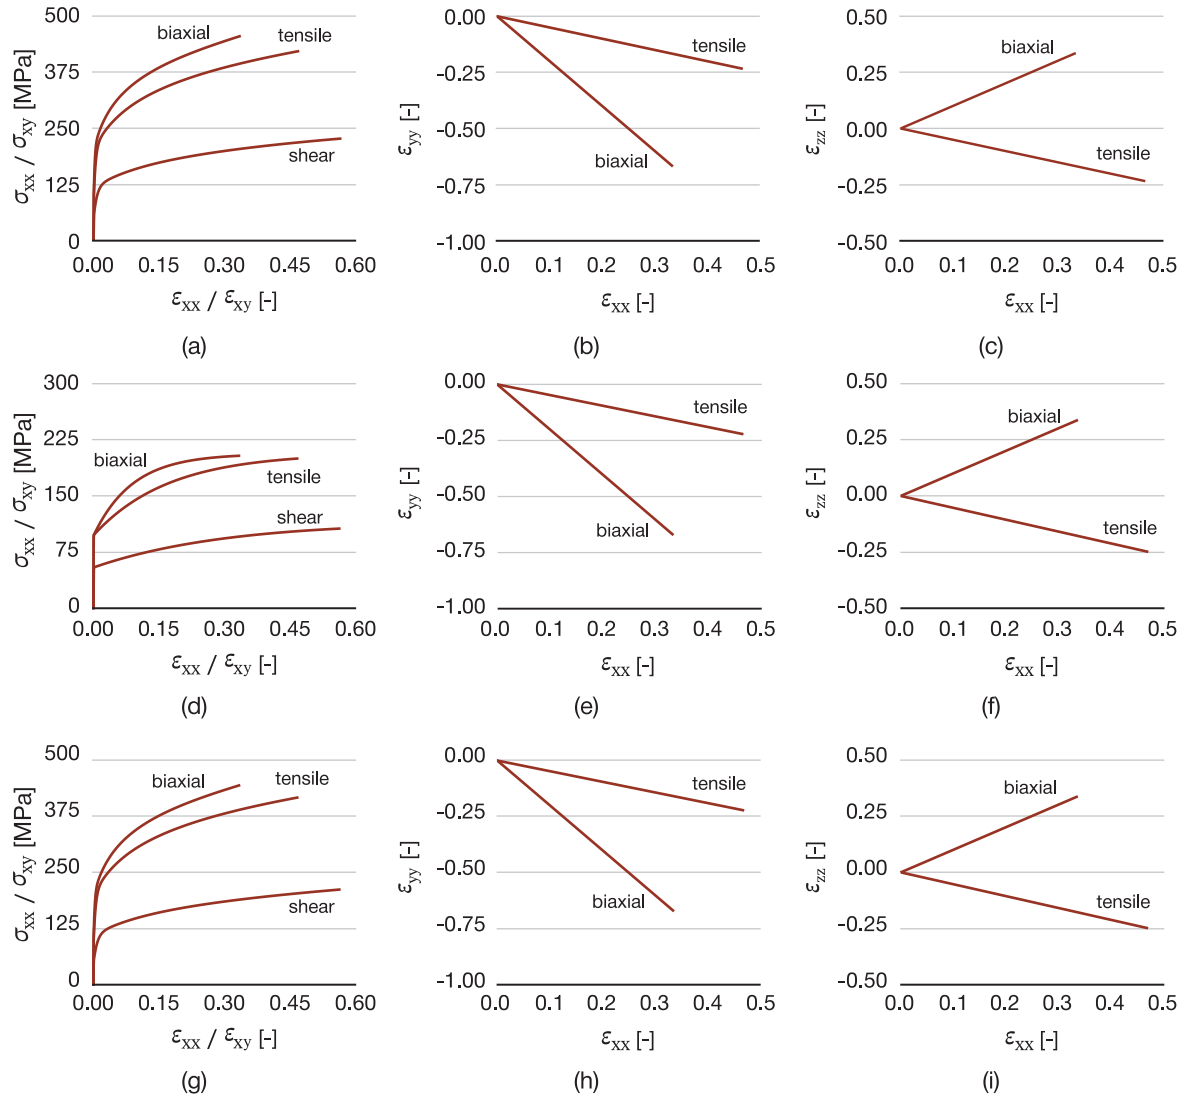 500
375
250
125
0
biaxial
tensile
shear
0.00 0.15 0.30 0.45 0.60
σxx / σxy [MPa]
εxx / εxy [-]
(a)
0.00
-0.25
-0.50
-0.75
-1.00
tensile
biaxial
0.0 0.1 0.2 0.3 0.4 0.5
εyy [-]
εxx [-]
(b)
0.50
0.25
0.00
-0.25
-0.50
biaxial
tensile
0.0 0.1 0.2 0.3 0.4 0.5
εzz [-]
εxx [-]
(c)
300
225
150
75
0
biaxial
tensile
shear
0.00 0.15 0.30 0.45 0.60
σxx / σxy [MPa]
εxx / εxy [-]
(d)
0.00
-0.25
-0.50
-0.75
-1.00
tensile
biaxial
0.0 0.1 0.2 0.3 0.4 0.5
εyy [-]
εxx [-]
(e)
0.50
0.25
0.00
-0.25
-0.50
biaxial
tensile
0.0 0.1 0.2 0.3 0.4 0.5
εzz [-]
εxx [-]
(f)
500
375
250
125
0
biaxial
tensile
shear
0.00 0.15 0.30 0.45 0.60
σxx / σxy [MPa]
εxx / εxy [-]
(g)
0.00
-0.25
-0.50
-0.75
-1.00
tensile
biaxial
0.0 0.1 0.2 0.3 0.4 0.5
εyy [-]
εxx [-]
(h)
0.50
0.25
0.00
-0.25
-0.50
biaxial
tensile
0.0 0.1 0.2 0.3 0.4 0.5
εzz [-]
εxx [-]
(i)